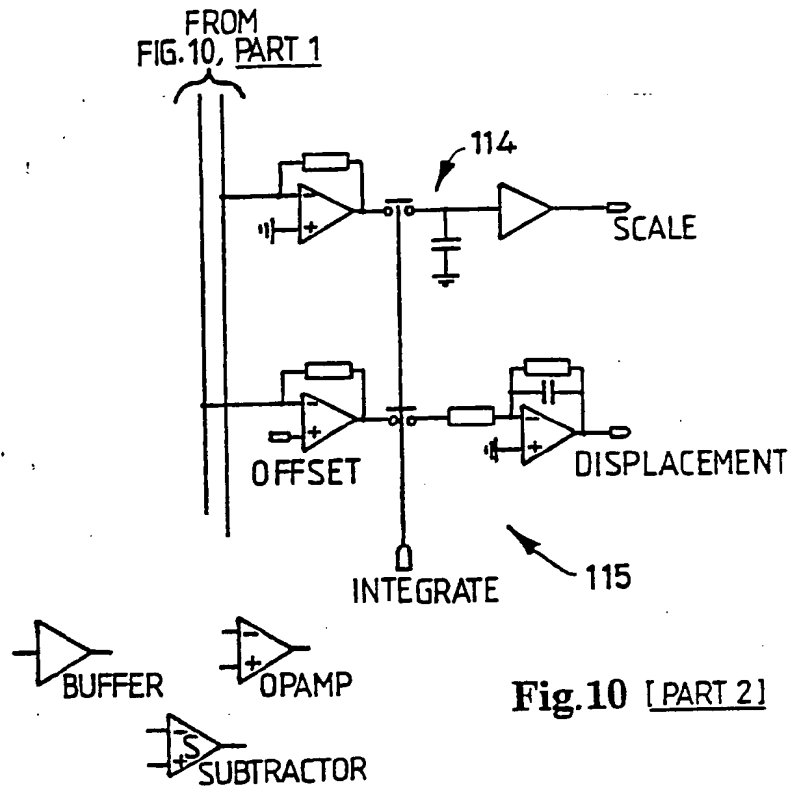 FROM
FIG.10, PART 1
114
-
+
SCALE
-
+
-
+
OFFSET
DISPLACEMENT
INTEGRATE
115
BUFFER
-
+
OPAMP
Fig.10 [PART 2]
-
S
+
SUBTRACTOR